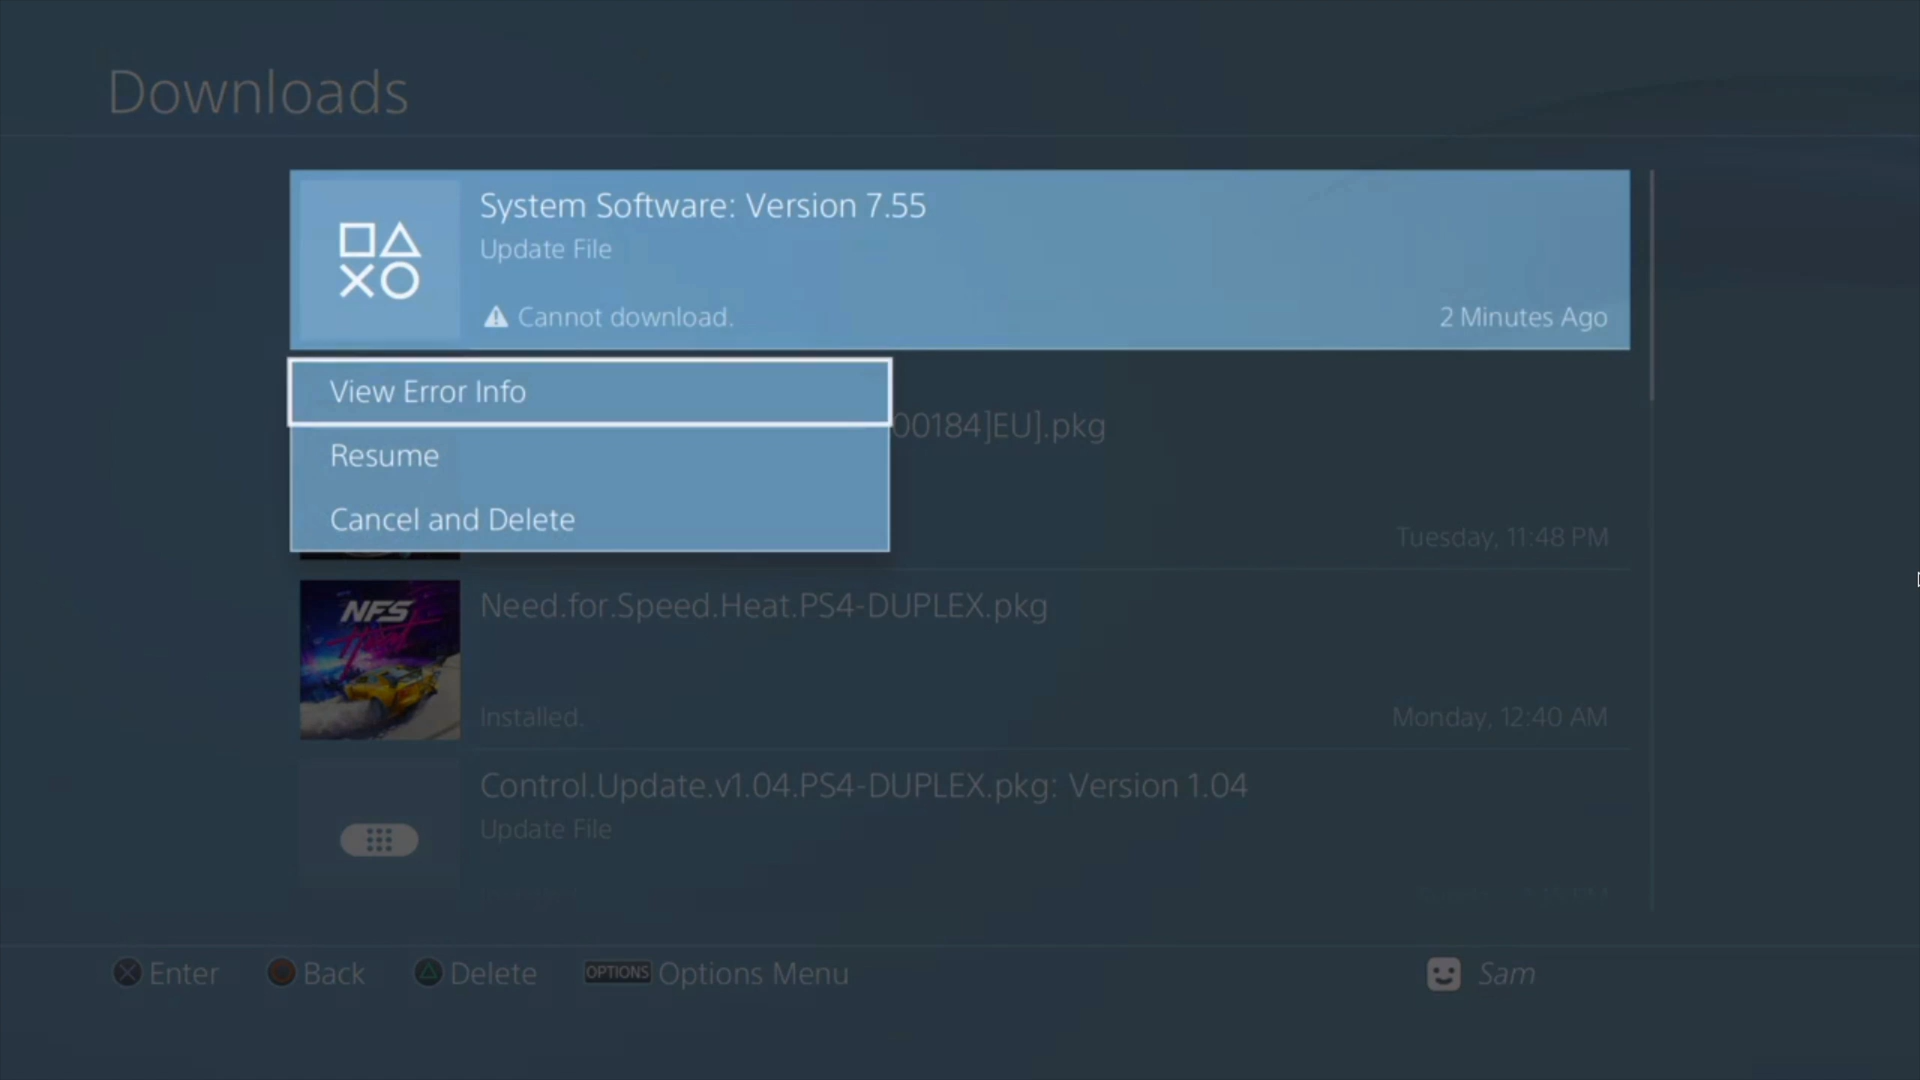 Downloads
System Software: Version 7.55
Update File
Cannot download.
2 Minutes Ago
View Error Info
00184]EU].pkg
Resume
Cancel and Delete
Tuesday, 11:48 PM
NFS
Heat
Need.for.Speed.Heat.PS4-DUPLEX.pkg
Installed.
Monday, 12:40 AM
Control.Update.v1.04.PS4-DUPLEX.pkg: Version 1.04
Update File
Enter
Back
Delete
OPTIONS Options Menu
Sam